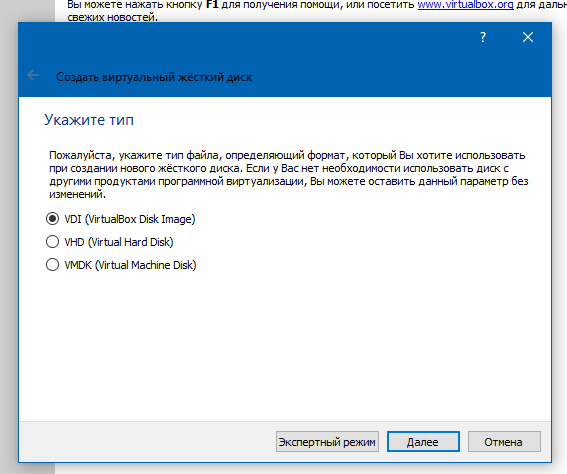 Вы можете нажать кнопку F1 для получения помощи, или посетить www.virtualbox.org для
свежих новостей.
?
Создать виртуальный жёсткий диск
Укажите тип
Пожалуйста, укажите тип файла, определяющий формат, который Вы хотите использовать
при создании нового жёсткого диска. Если у Вас нет необходимости использовать диск с
другими продуктами программной виртуализации, Вы можете оставить данный параметр без
изменений.
VDI (VirtualBox Disk Image)
VHD (Virtual Hard Disk)
VMDK (Virtual Machine Disk)
Экспертный режим Далее Отмена